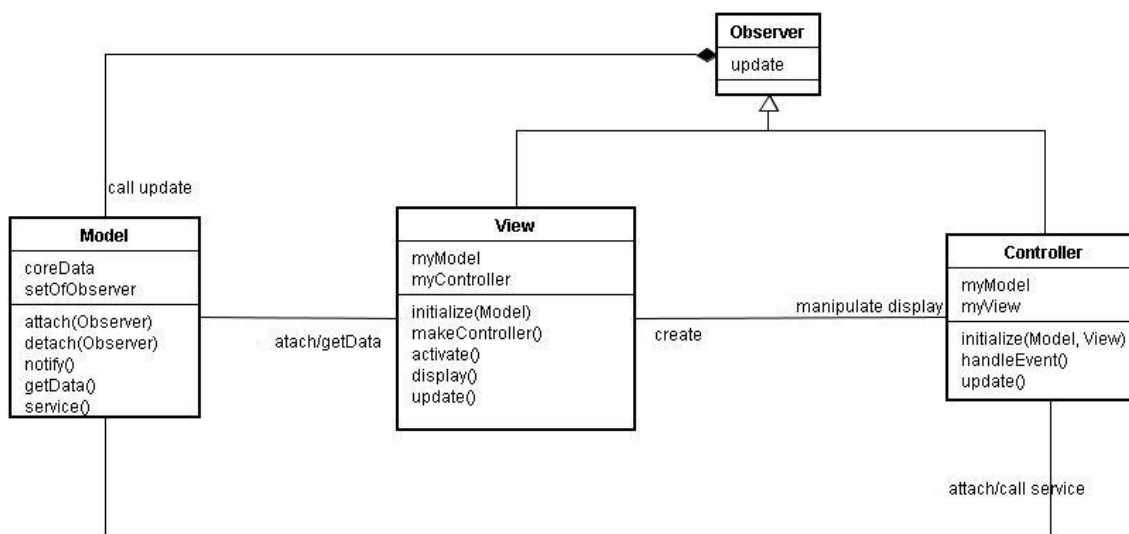 Observer
update
call update
Model
coreData
setOfObserver
attach(Observer)
detach(Observer)
notify()
getData()
service()
atach/getData
View
myModel
myController
initialize(Model)
makeController()
activate()
display()
update()
create
manipulate display
Controller
myModel
myView
initialize(Model, View)
handleEvent()
update()
attach/call service